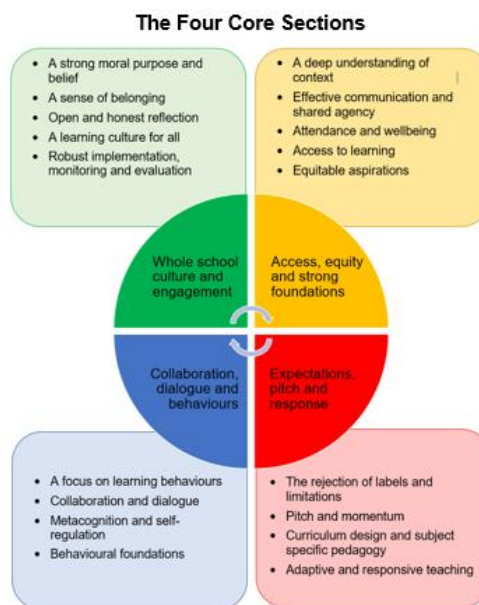 The Four Core Sections
• A strong moral purpose and
belief
• A sense of belonging
• Open and honest reflection
• A learning culture for all
• Robust implementation,
monitoring and evaluation
• A deep understanding of
context
• Effective communication and
shared agency
• Attendance and wellbeing
• Access to learning
• Equitable aspirations
Whole school
culture and
engagement
Access, equity
and strong
foundations
Collaboration,
dialogue and
behaviours
Expectations,
pitch and
response
• A focus on learning behaviours
• Collaboration and dialogue
• Metacognition and self-
regulation
• Behavioural foundations
• The rejection of labels and
limitations
• Pitch and momentum
• Curriculum design and subject
specific pedagogy
• Adaptive and responsive teaching